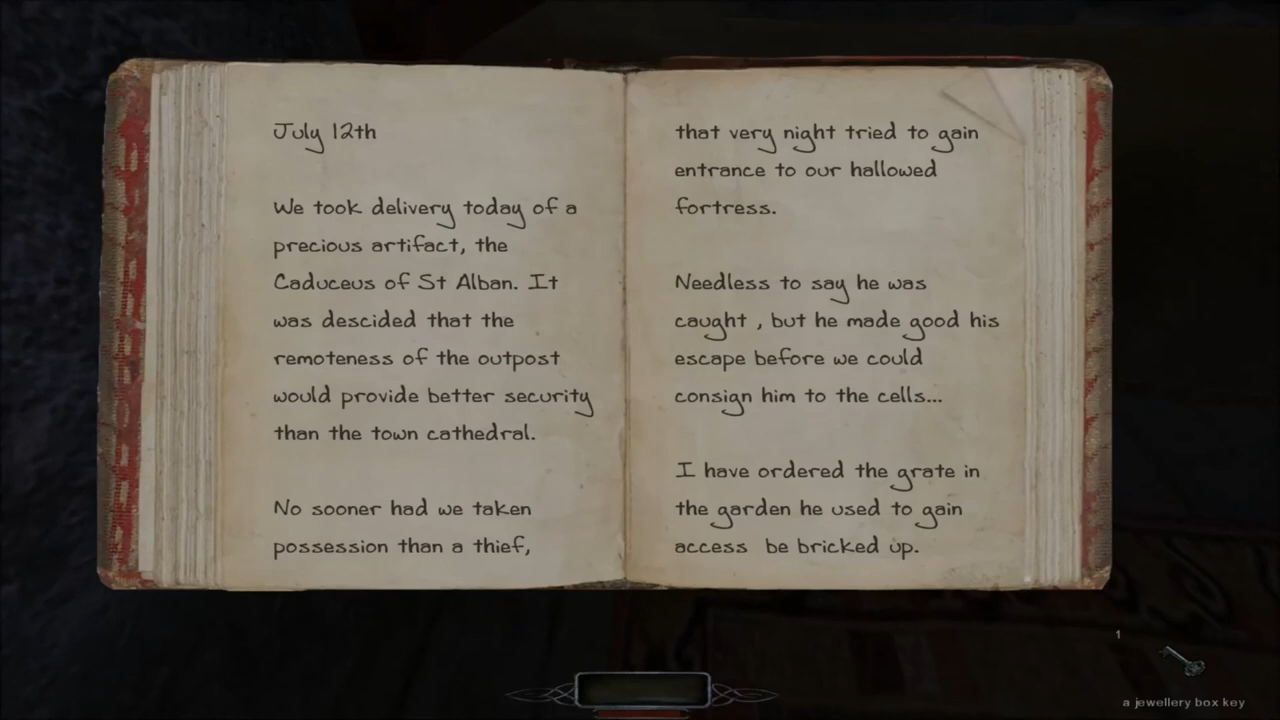 July 12th
We took delivery today of a
precious artifact, the
Caduceus of St Alban. It
was descided that the
remoteness of the outpost
would provide better security
than the town cathedral.
No sooner had we taken
possession than a thief,
that very night tried to gain
entrance to our hallowed
fortress.
Needless to say he was
caught , but he made good his
escape before we could
consign him to the cells...
I have ordered the grate in
the garden he used to gain
access  be bricked up.
1
a jewellery box key